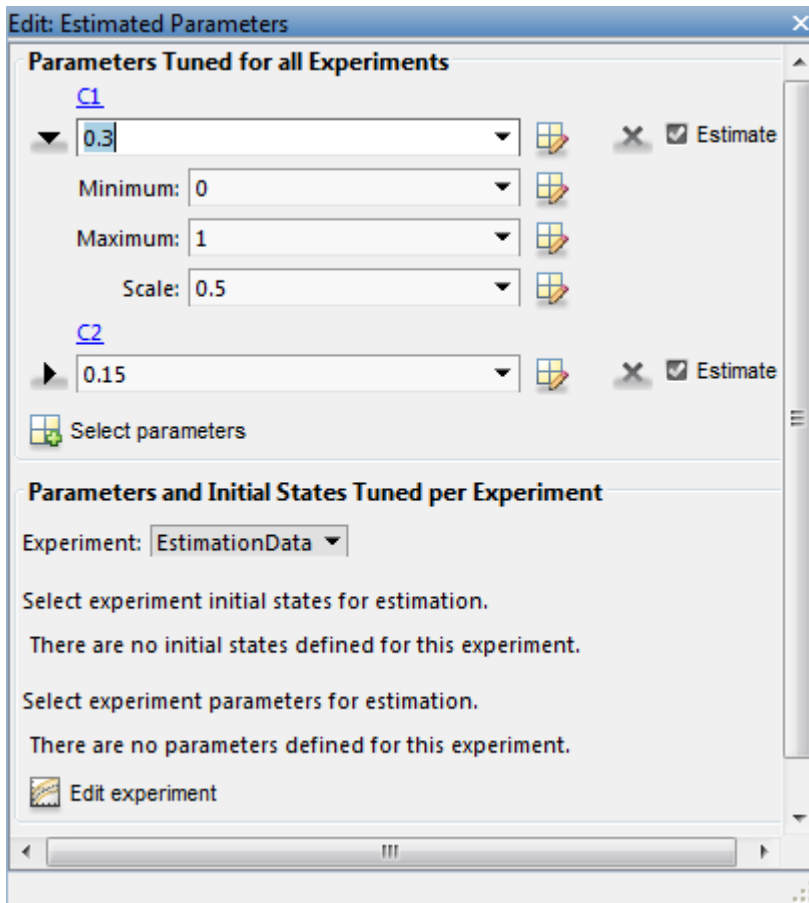 Edit: Estimated Parameters
Parameters Tuned for all Experiments
C1
0.3 Estimate
Minimum: 0
Maximum: 1
Scale: 0.5
C2
0.15 Estimate
Select parameters
Parameters and Initial States Tuned per Experiment
Experiment: EstimationData
Select experiment initial states for estimation.
There are no initial states defined for this experiment.
Select experiment parameters for estimation.
There are no parameters defined for this experiment.
Edit experiment